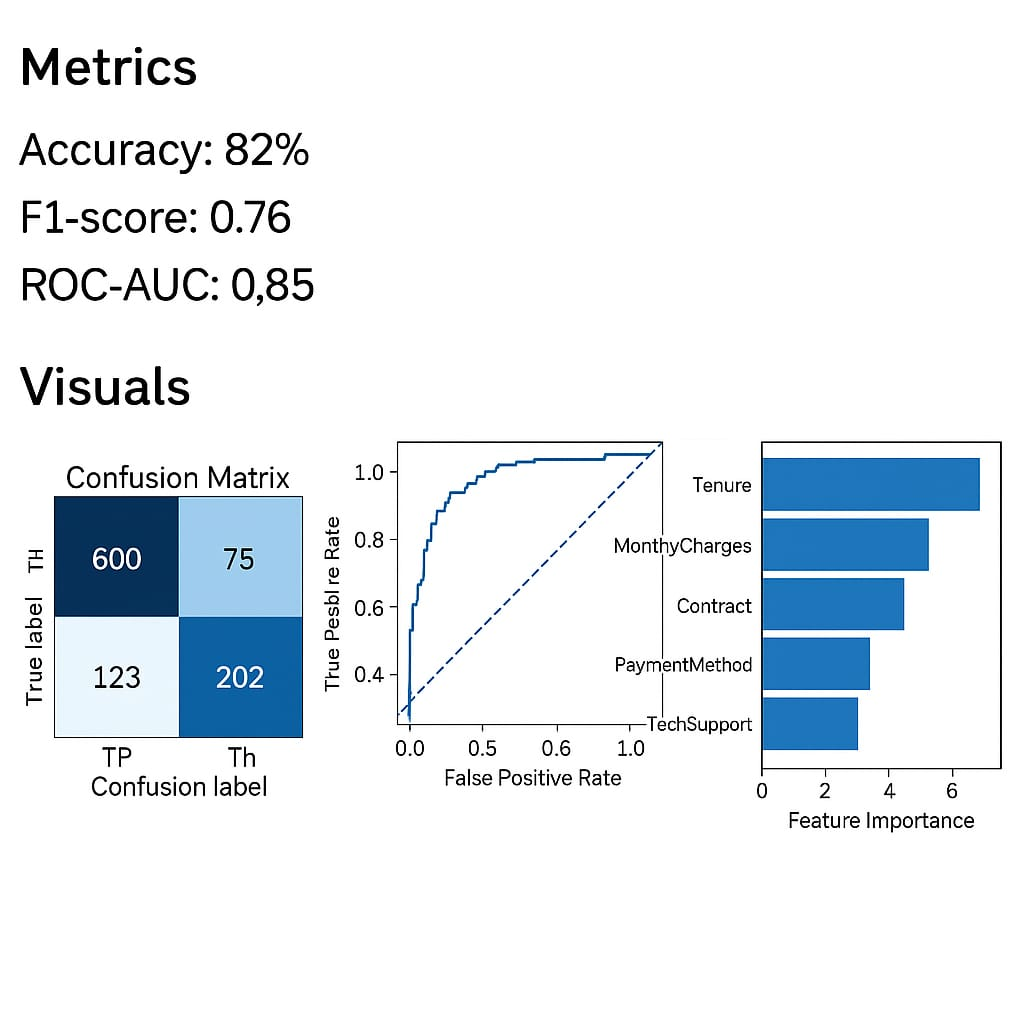 Metrics
Accuracy: 82%
F1-score: 0.76
ROC-AUC: 0,85
Visuals
Confusion Matrix
True label TH
600 75
123 202
TP Th
Confusion label
True Pesbl re Rate
1.0
0.8
0.6
0.4
0.0 0.5 0.6 1.0
False Positive Rate
Tenure
MonthyCharges
Contract
PaymentMethod
TechSupport
0 2 4 6
Feature Importance